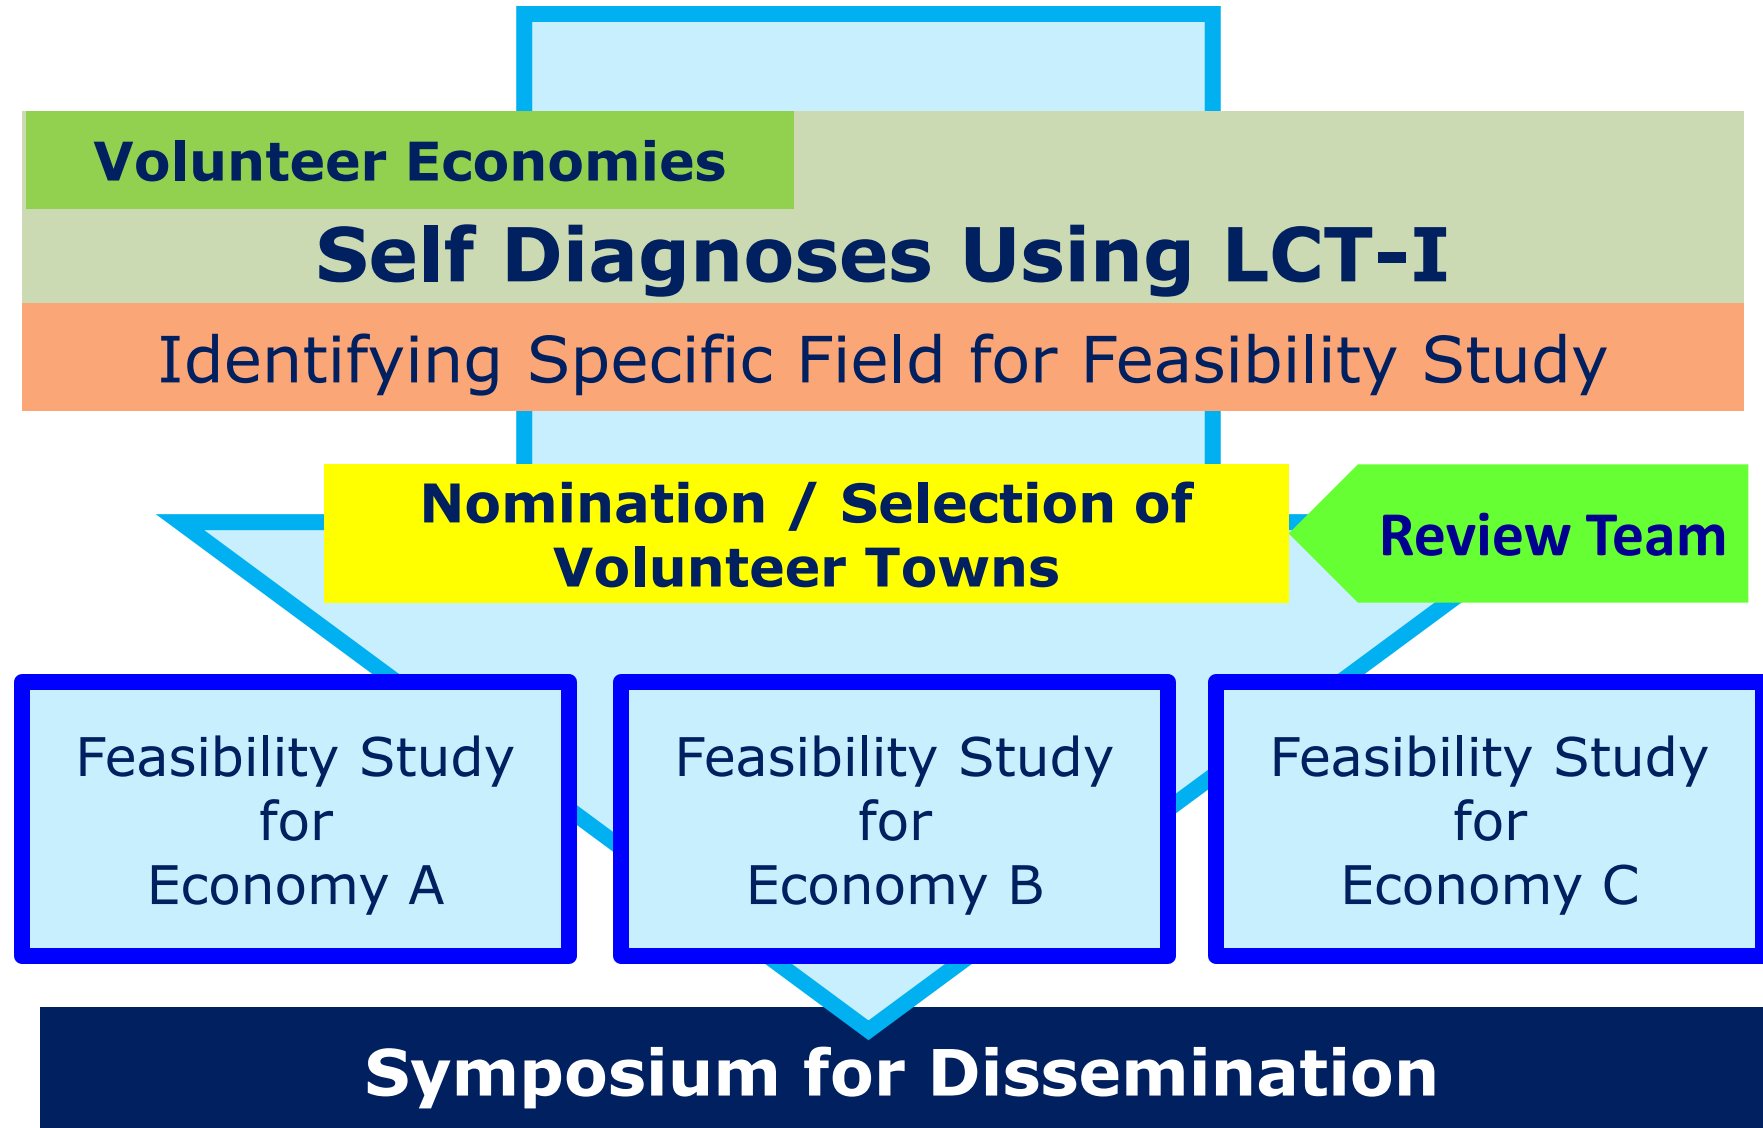 Volunteer Economies
Self Diagnoses Using LCT-I
Identifying Specific Field for Feasibility Study
Nomination / Selection of
Volunteer Towns
Review Team
Feasibility Study
for
Economy A
Feasibility Study
for
Economy B
Feasibility Study
for
Economy C
Symposium for Dissemination